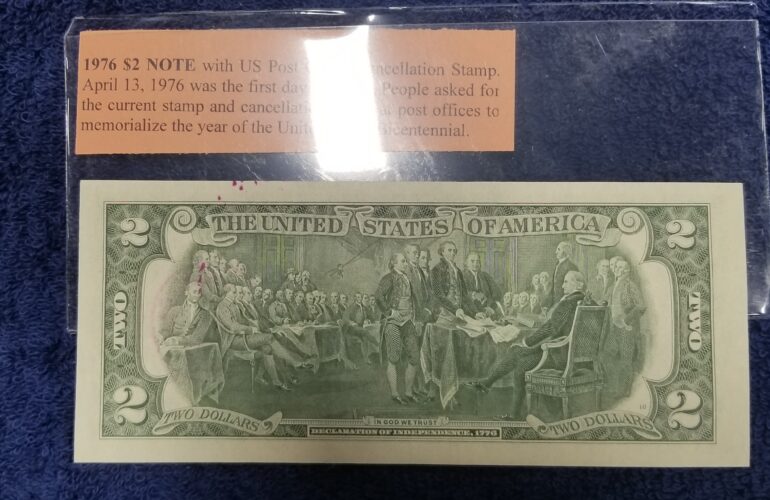 1976 $2 NOTE with US Post ncellation Stamp.
April 13, 1976 was the first day People asked for
the current stamp and cancellati post offices to
memorialize the year of the Unit Bicentennial.
2 THE UNITED STATES OF AMERICA 2
TWO
TWO
2 2
TWO DOLLARS
IN GOD WE TRUST
TWO DOLLARS
DECLARATION OF INDEPENDENCE, 1776
10